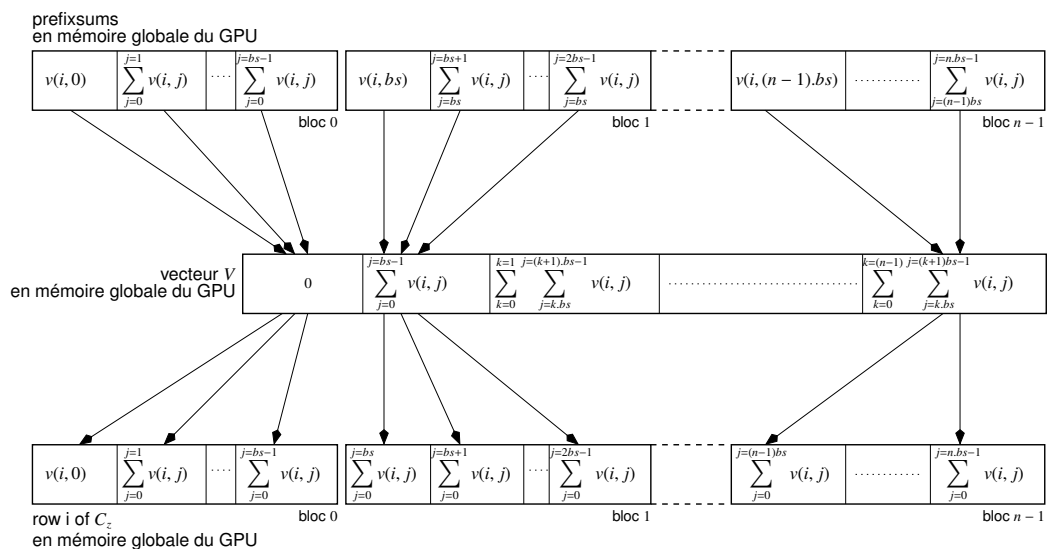 prefixsums
en mémoire globale du GPU
v(i, 0) ∑_{j=0}^{j=1} v(i, j) ···· ∑_{j=0}^{j=bs−1} v(i, j) v(i, bs) ∑_{j=bs}^{j=bs+1} v(i, j) ···· ∑_{j=bs}^{j=2bs−1} v(i, j) v(i, (n − 1).bs) ············ ∑_{j=(n−1)bs}^{j=n.bs−1} v(i, j)
bloc 0 bloc 1 bloc n − 1
vecteur V
en mémoire globale du GPU
0 ∑_{j=0}^{j=bs−1} v(i, j) ∑_{k=0}^{k=1} ∑_{j=k.bs}^{j=(k+1).bs−1} v(i, j) ···················· ∑_{k=0}^{k=(n−1)} ∑_{j=k.bs}^{j=(k+1)bs−1} v(i, j)
v(i, 0) ∑_{j=0}^{j=1} v(i, j) ···· ∑_{j=0}^{j=bs−1} v(i, j) ∑_{j=0}^{j=bs} v(i, j) ∑_{j=0}^{j=bs+1} v(i, j) ···· ∑_{j=0}^{j=2bs−1} v(i, j) ∑_{j=0}^{j=(n−1)bs} v(i, j) ············ ∑_{j=0}^{j=n.bs−1} v(i, j)
bloc 0 bloc 1 bloc n − 1
row i of C_z
en mémoire globale du GPU